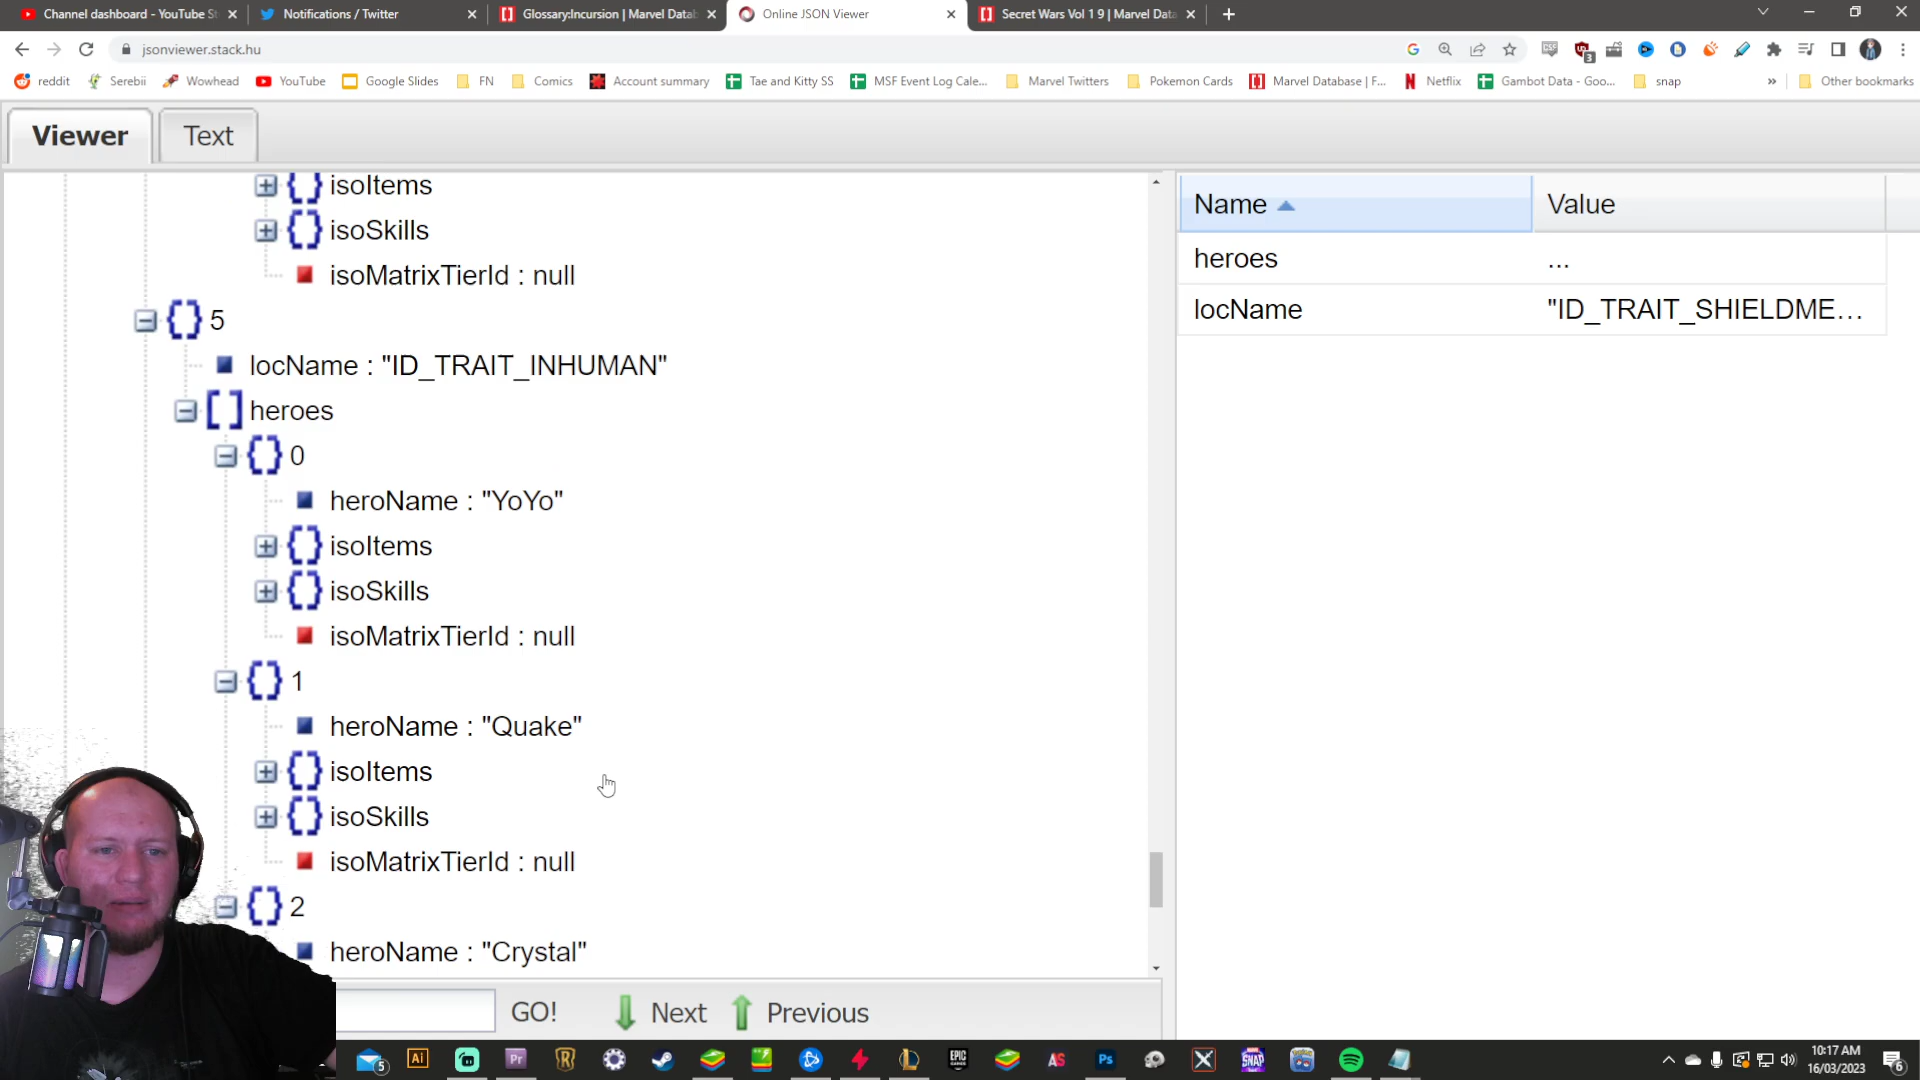 Channel dashboard - YouTube St
Notifications / Twitter
Glossary:Incursion | Marvel Datab
Online JSON Viewer
Secret Wars Vol 1 9 | Marvel Data
jsonviewer.stack.hu
reddit
Serebii
Wowhead
YouTube
Google Slides
FN
Comics
Account summary
Tae and Kitty SS
MSF Event Log Cale...
Marvel Twitters
Pokemon Cards
Marvel Database | F...
Netflix
Gambot Data - Goo...
snap
»
Other bookmarks
Viewer
Text
isoItems
isoSkills
isoMatrixTierId : null
5
locName : "ID_TRAIT_INHUMAN"
heroes
0
heroName : "YoYo"
isoItems
isoSkills
isoMatrixTierId : null
1
heroName : "Quake"
isoItems
isoSkills
isoMatrixTierId : null
2
heroName : "Crystal"
GO!
Next
Previous
Name
Value
heroes
...
locName
"ID_TRAIT_SHIELDME...
10:17 AM
16/03/2023